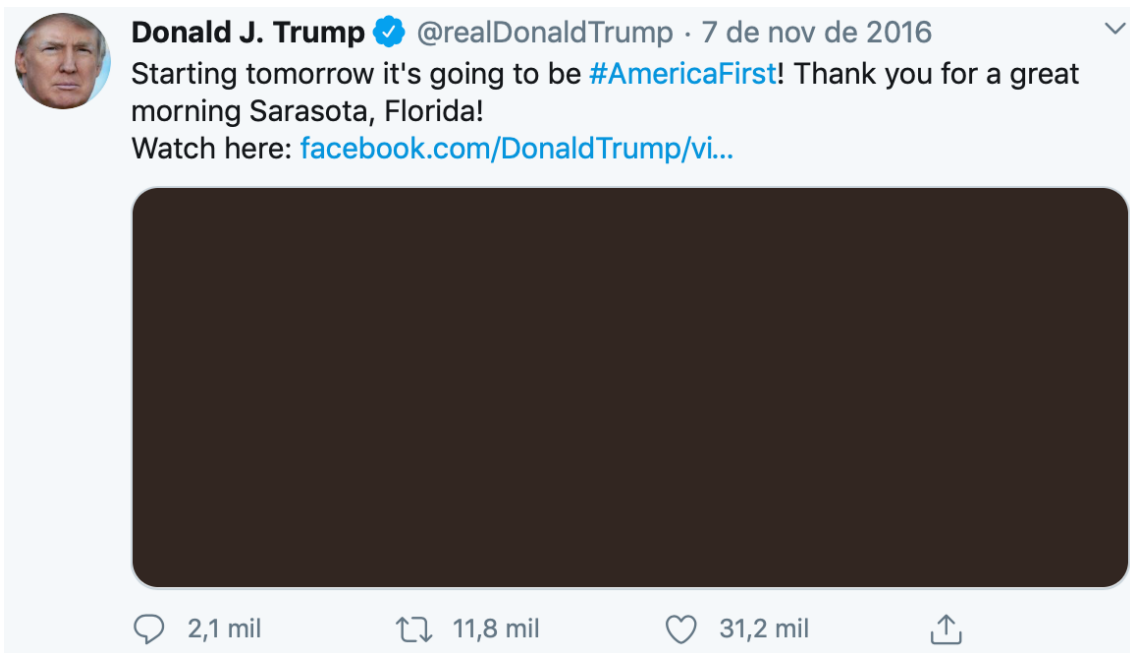 Donald J. Trump @realDonaldTrump · 7 de nov de 2016
Starting tomorrow it's going to be #AmericaFirst! Thank you for a great
morning Sarasota, Florida!
Watch here: facebook.com/DonaldTrump/vi...
2,1 mil 11,8 mil 31,2 mil